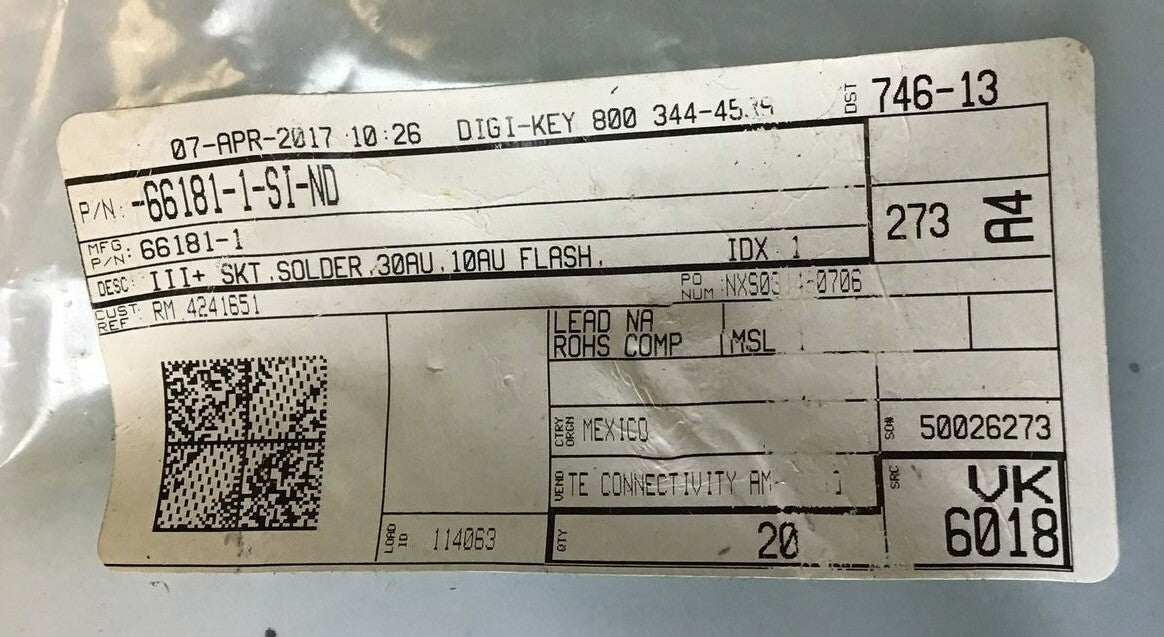 07-APR-2017 10:26 DIGI-KEY 800 344-45
DST 746-13
P/N: -66181-1-SI-ND
MFG. P/N: 66181-1
273 A4
DESC: III+ SKT,SOLDER,30AU,10AU FLASH, IDX 1
CUST REF RM 4241651
PO NUM -0706
LEAD NA
ROHS COMP MSL
CTRY ORGN MEXICO
SO# 50026273
VEND TE CONNECTIVITY AM
SRC VK
6018
LOAD ID 114063
QTY 20